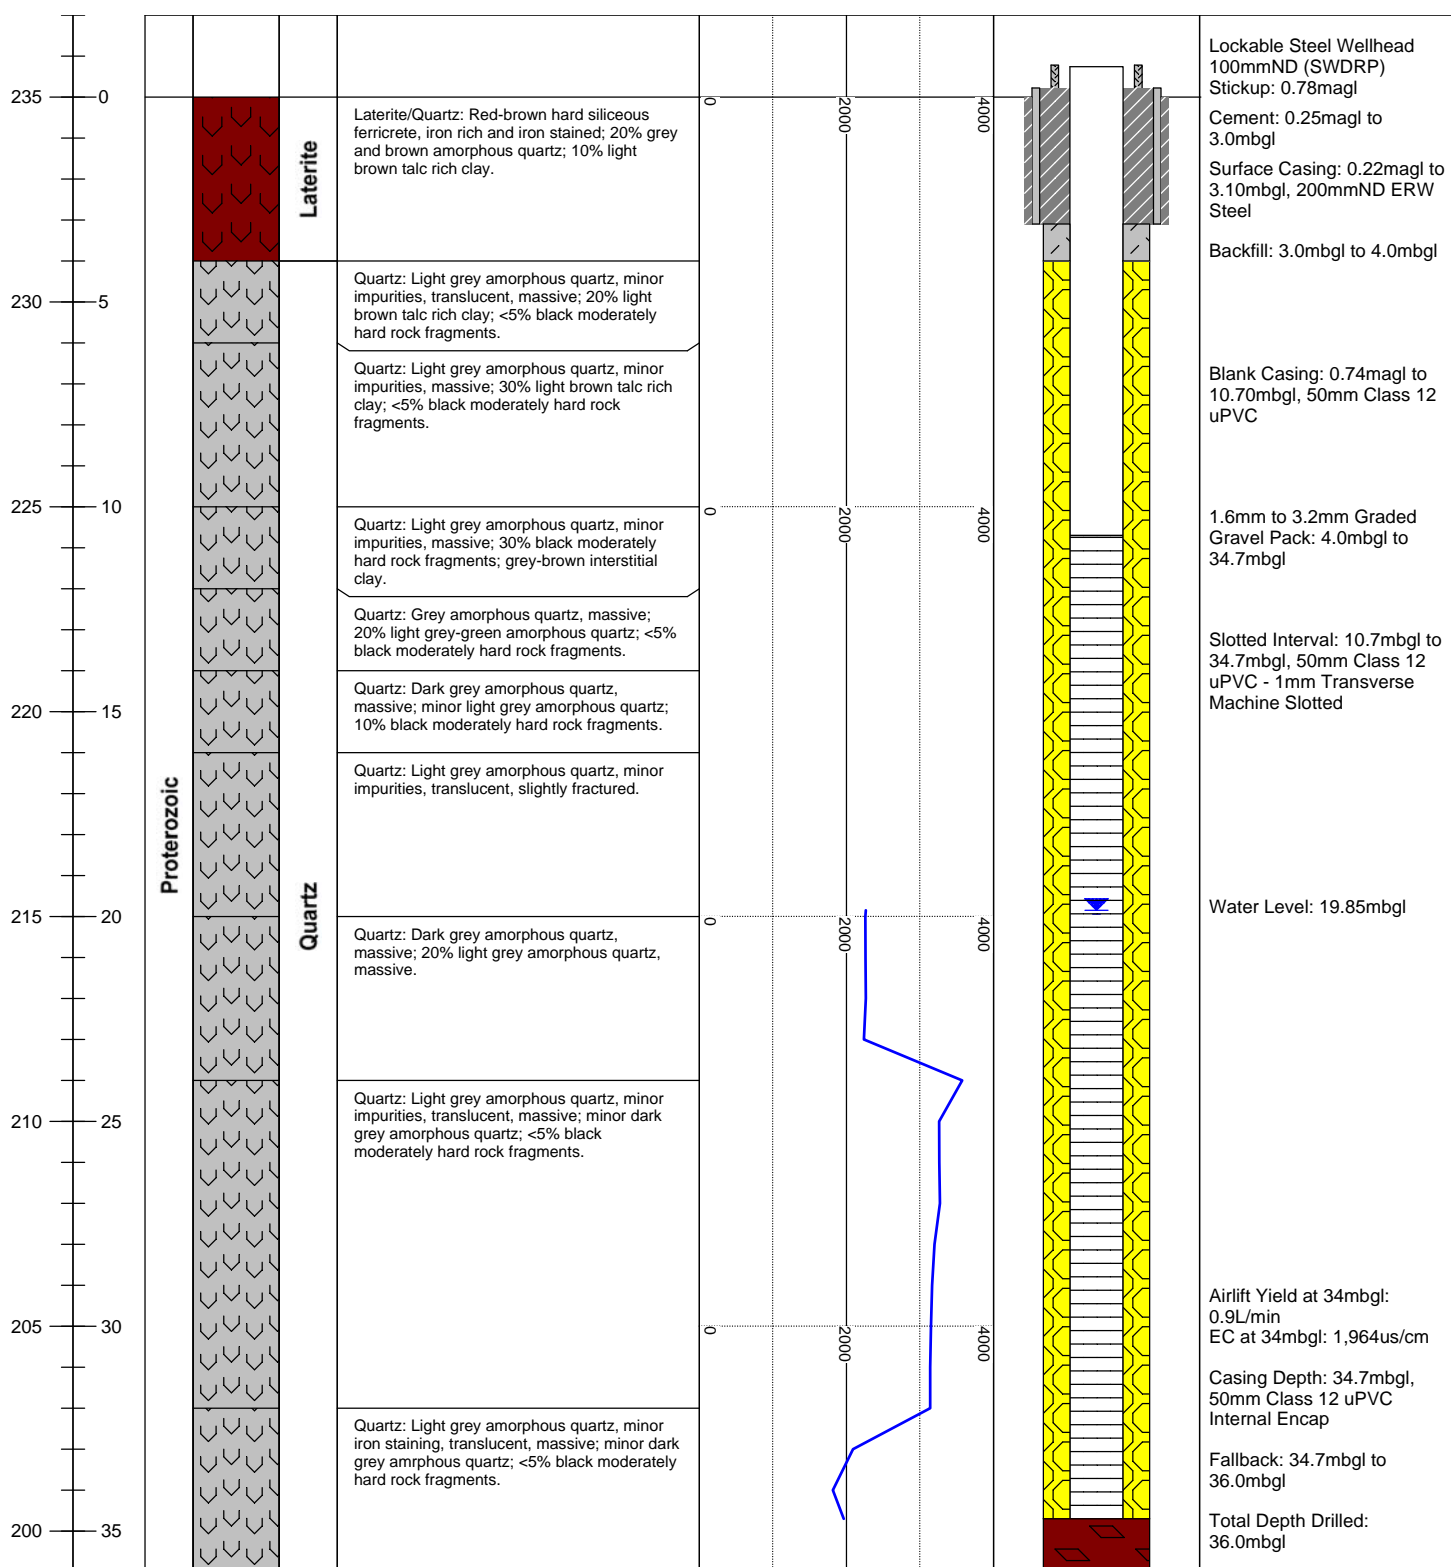 235
0
230
5
225
10
220
15
215
20
210
25
205
30
200
35
Proterozoic
Laterite
Quartz
Laterite/Quartz: Red-brown hard siliceous
ferricrete, iron rich and iron stained; 20% grey
and brown amorphous quartz; 10% light
brown talc rich clay.
Quartz: Light grey amorphous quartz, minor
impurities, translucent, massive; 20% light
brown talc rich clay; <5% black moderately
hard rock fragments.
Quartz: Light grey amorphous quartz, minor
impurities, massive; 30% light brown talc rich
clay; <5% black moderately hard rock
fragments.
Quartz: Light grey amorphous quartz, minor
impurities, massive; 30% black moderately
hard rock fragments; grey-brown interstitial
clay.
Quartz: Grey amorphous quartz, massive;
20% light grey-green amorphous quartz; <5%
black moderately hard rock fragments.
Quartz: Dark grey amorphous quartz,
massive; minor light grey amorphous quartz;
10% black moderately hard rock fragments.
Quartz: Light grey amorphous quartz, minor
impurities, translucent, slightly fractured.
Quartz: Dark grey amorphous quartz,
massive; 20% light grey amorphous quartz,
massive.
Quartz: Light grey amorphous quartz, minor
impurities, translucent, massive; minor dark
grey amorphous quartz; <5% black
moderately hard rock fragments.
Quartz: Light grey amorphous quartz, minor
iron staining, translucent, massive; minor dark
grey amrphous quartz; <5% black moderately
hard rock fragments.
0
2000
4000
0
2000
4000
0
2000
4000
0
2000
4000
Lockable Steel Wellhead
100mmND (SWDRP)
Stickup: 0.78magl
Cement: 0.25magl to
3.0mbgl
Surface Casing: 0.22magl to
3.10mbgl, 200mmND ERW
Steel
Backfill: 3.0mbgl to 4.0mbgl
Blank Casing: 0.74magl to
10.70mbgl, 50mm Class 12
uPVC
1.6mm to 3.2mm Graded
Gravel Pack: 4.0mbgl to
34.7mbgl
Slotted Interval: 10.7mbgl to
34.7mbgl, 50mm Class 12
uPVC - 1mm Transverse
Machine Slotted
Water Level: 19.85mbgl
Airlift Yield at 34mbgl:
0.9L/min
EC at 34mbgl: 1,964us/cm
Casing Depth: 34.7mbgl,
50mm Class 12 uPVC
Internal Encap
Fallback: 34.7mbgl to
36.0mbgl
Total Depth Drilled:
36.0mbgl